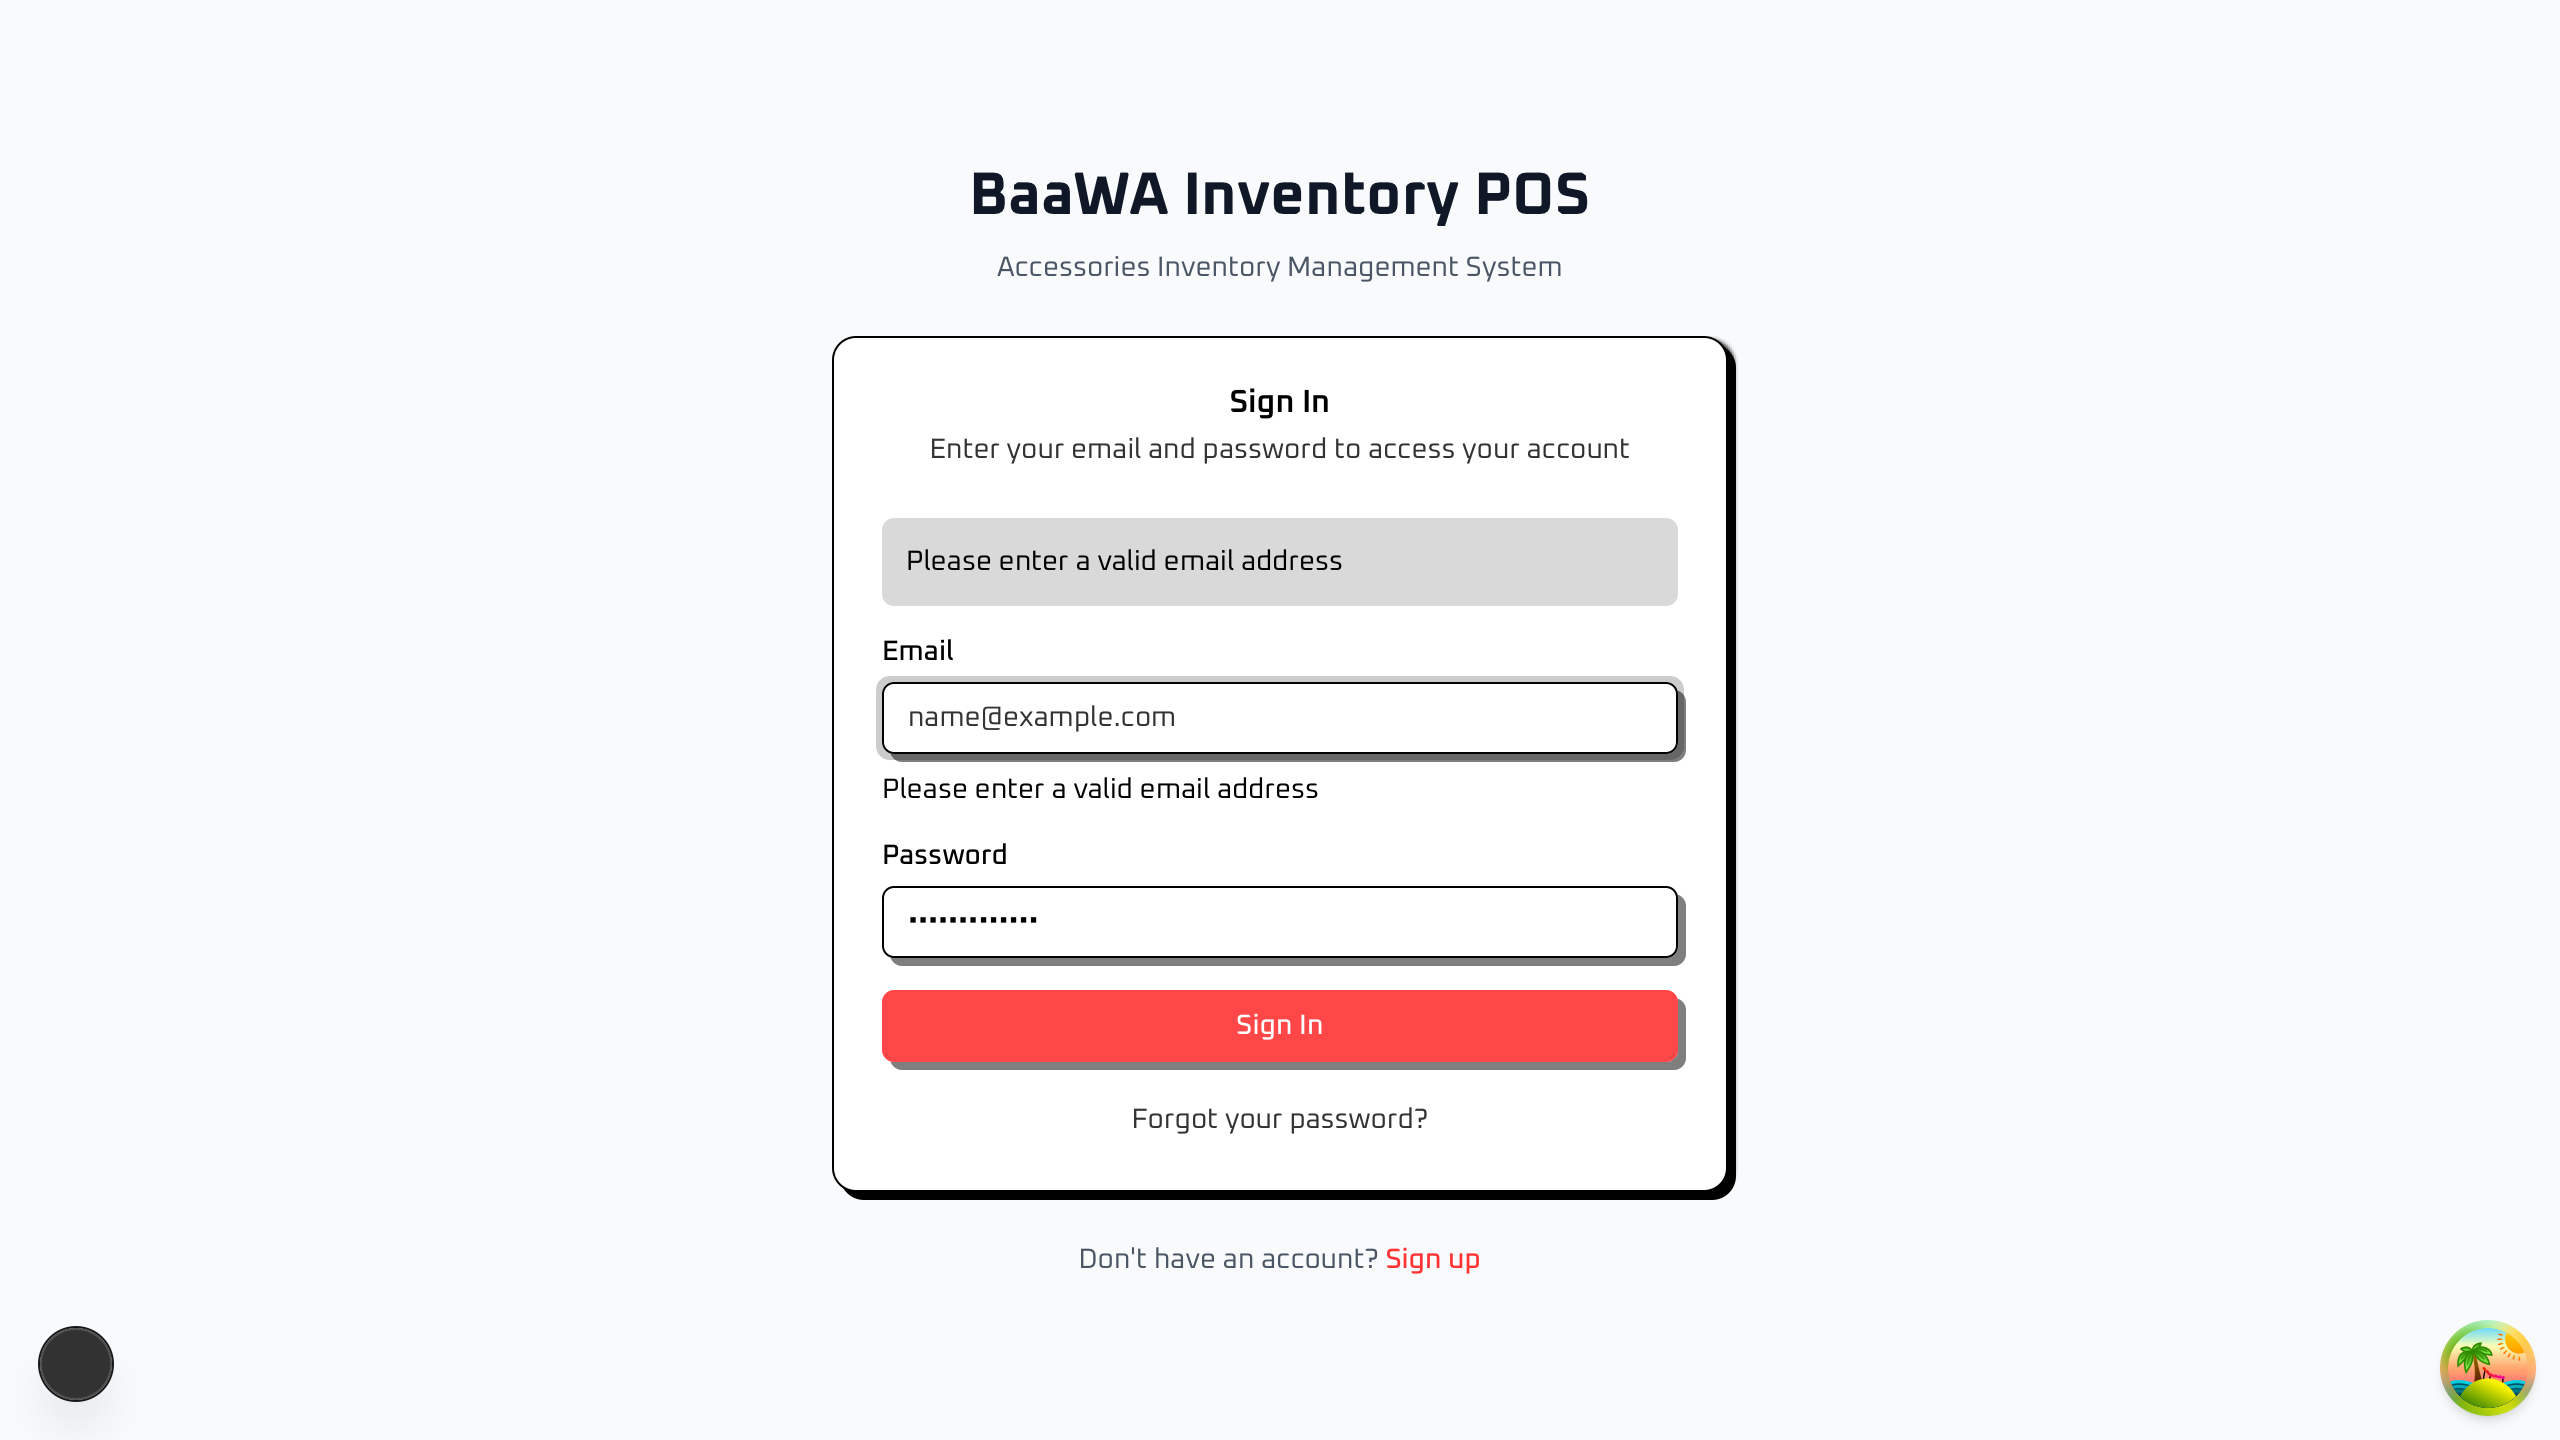 BaaWA Inventory POS
Accessories Inventory Management System
Sign In
Enter your email and password to access your account
Please enter a valid email address
Email
name@example.com
Please enter a valid email address
Password
Sign In
Forgot your password?
Don't have an account? Sign up